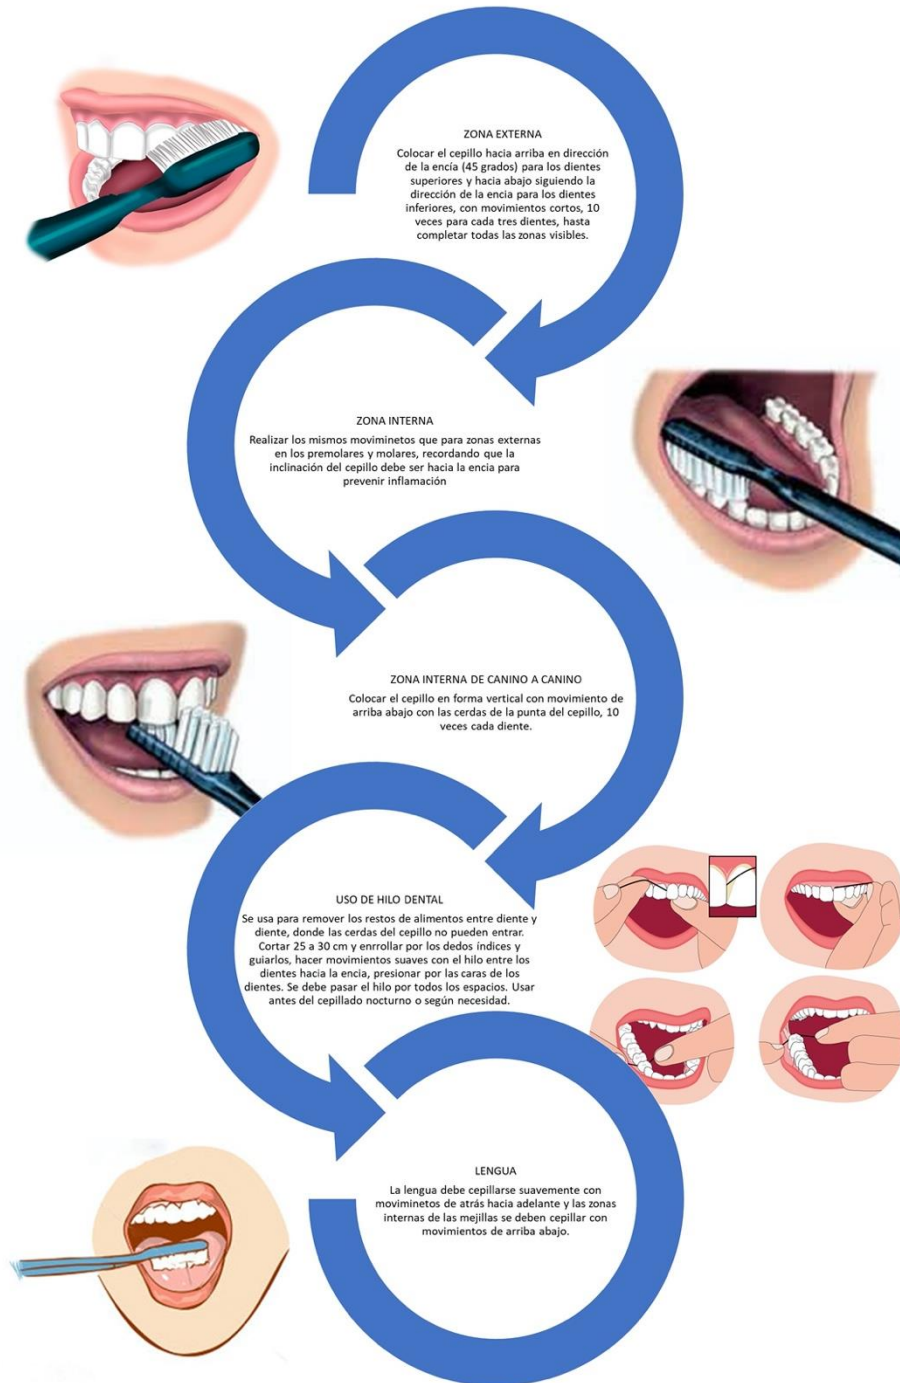 ZONA EXTERNA
Colocar el cepillo hacia arriba en dirección
de la encía (45 grados) para los dientes
superiores y hacia abajo siguiendo la
dirección de la encia para los dientes
inferiores, con movimientos cortos, 10
veces para cada tres dientes, hasta
completar todas las zonas visibles.
ZONA INTERNA
Realizar los mismos moviminetos que para zonas externas
en los premolares y molares, recordando que la
inclinación del cepillo debe ser hacia la encia para
prevenir inflamación
ZONA INTERNA DE CANINO A CANINO
Colocar el cepillo en forma vertical con movimiento de
arriba abajo con las cerdas de la punta del cepillo, 10
veces cada diente.
USO DE HILO DENTAL
Se usa para remover los restos de alimentos entre diente y
diente, donde las cerdas del cepillo no pueden entrar.
Cortar 25 a 30 cm y enrrollar por los dedos índices y
guiarlos, hacer movimientos suaves con el hilo entre los
dientes hacia la encia, presionar por las caras de los
dientes. Se debe pasar el hilo por todos los espacios. Usar
antes del cepillado nocturno o según necesidad.
LENGUA
La lengua debe cepillarse suavemente con
moviminetos de atrás hacia adelante y las zonas
internas de las mejillas se deben cepillar con
movimientos de arriba abajo.